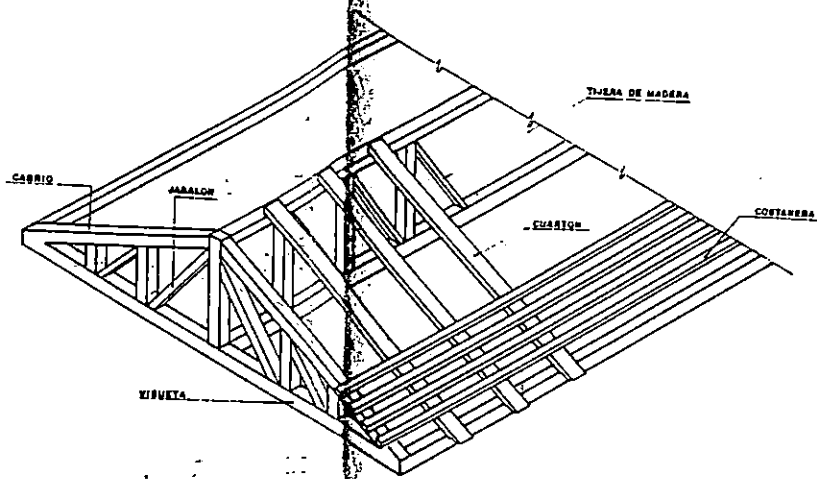 TIJERA DE MADERA
CABRIO
JABALON
COSTANERA
CUARTON
VIGUETA